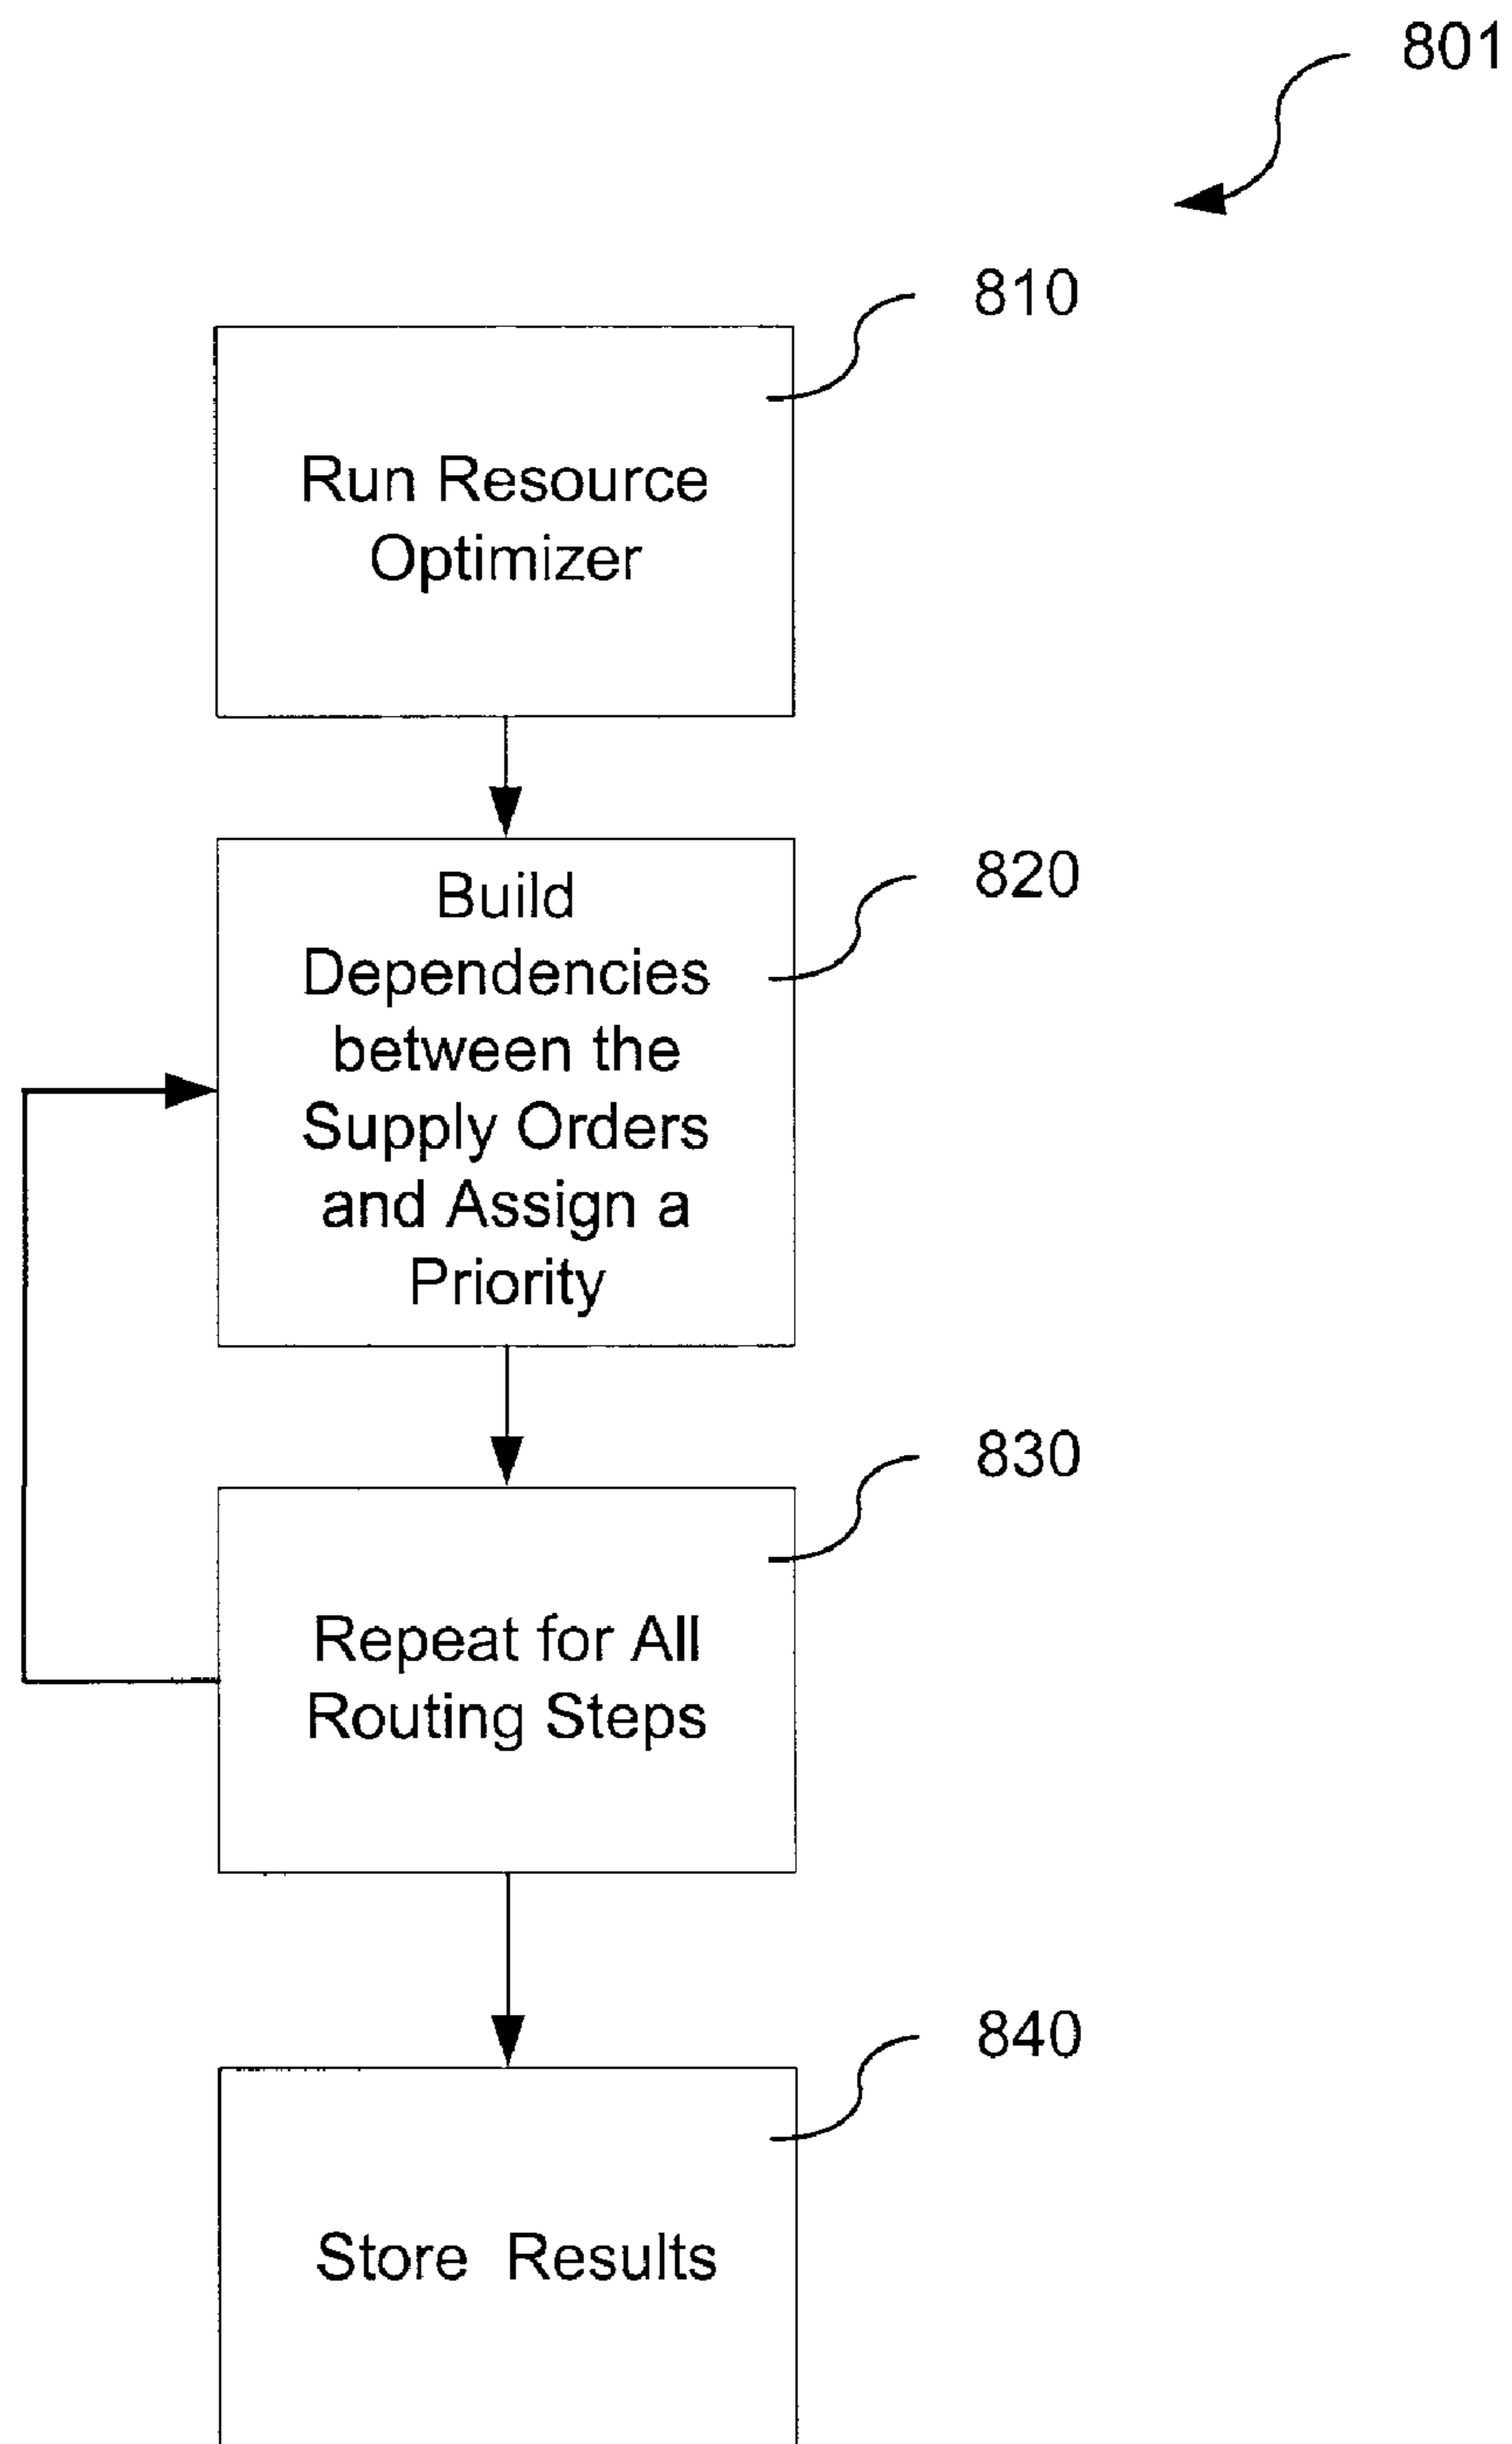 801
810
Run Resource
Optimizer
820
Build
Dependencies
between the
Supply Orders
and Assign a
Priority
830
Repeat for All
Routing Steps
840
Store Results